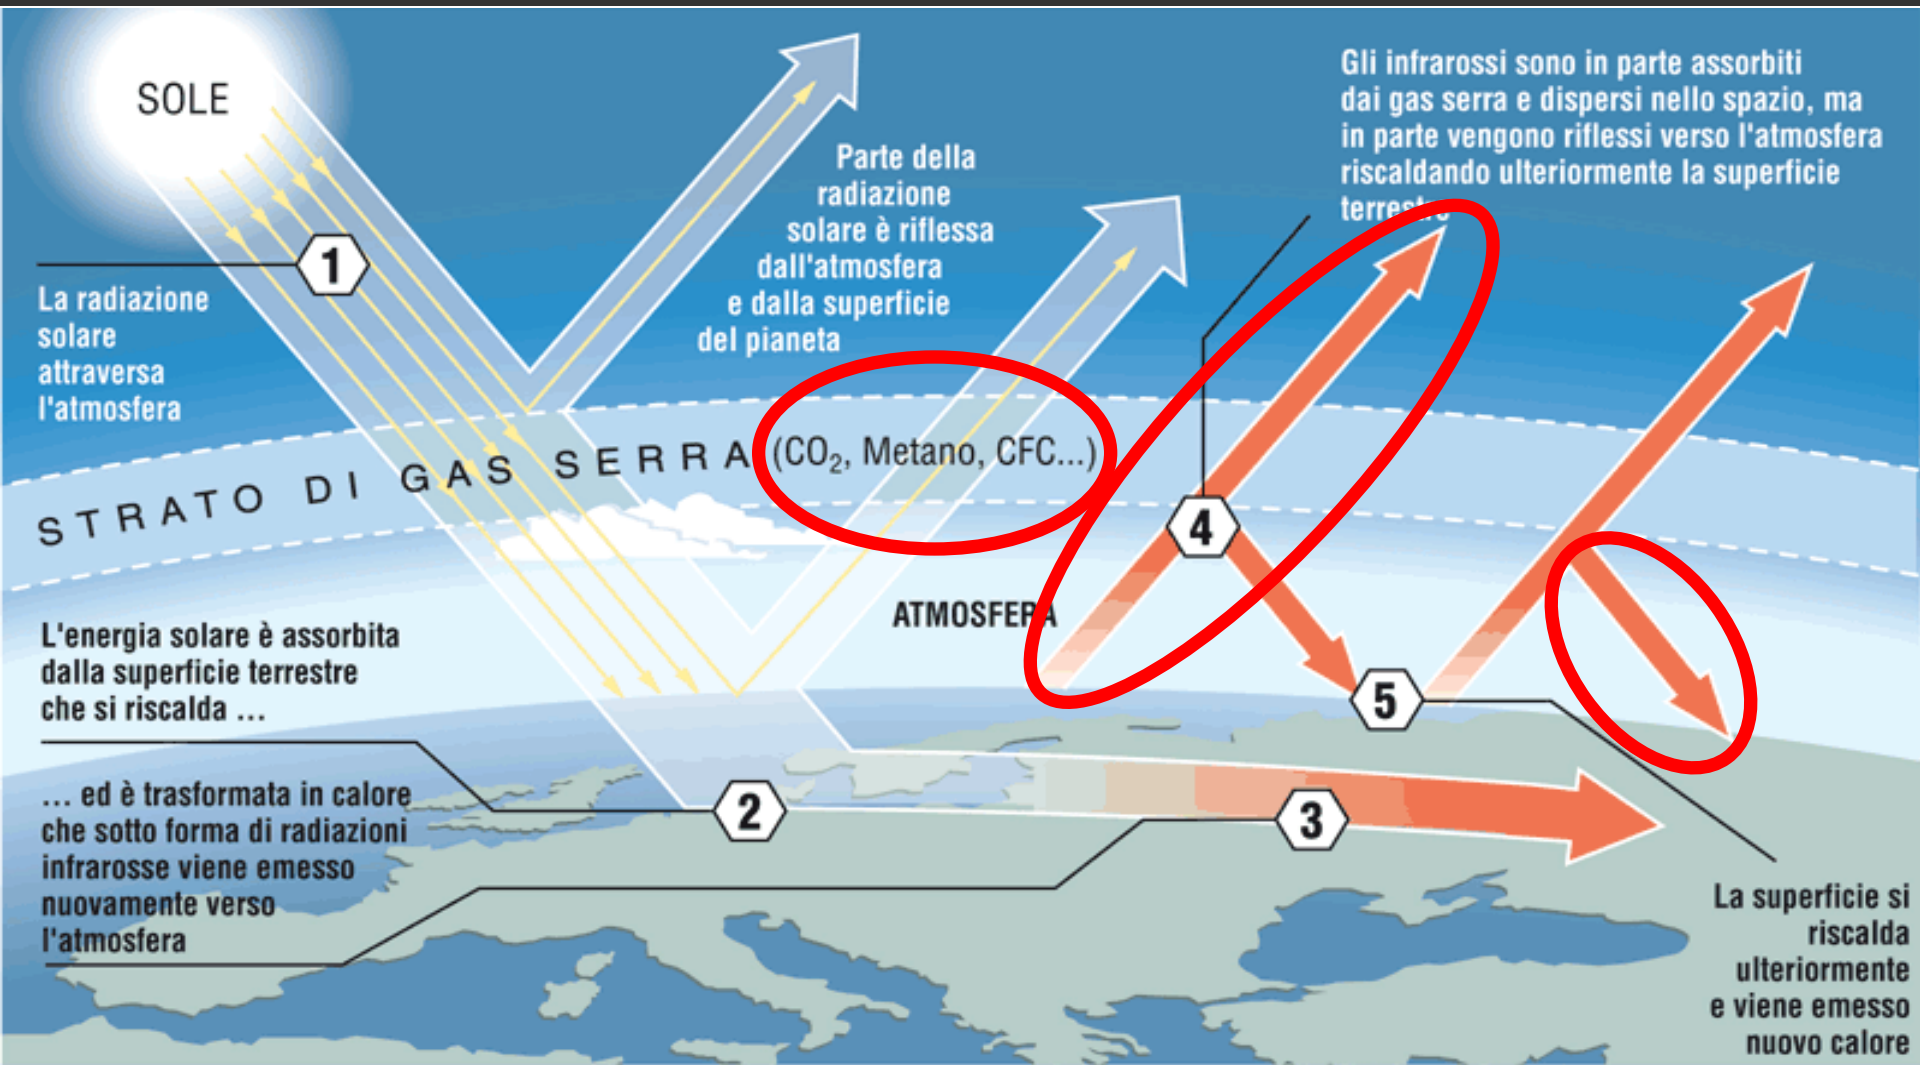 SOLE
1
La radiazione
solare
attraversa
l'atmosfera
Parte della
radiazione
solare è riflessa
dall'atmosfera
e dalla superficie
del pianeta
Gli infrarossi sono in parte assorbiti
dai gas serra e dispersi nello spazio, ma
in parte vengono riflessi verso l'atmosfera
riscaldando ulteriormente la superficie
terrestre
STRATO DI GAS SERRA (CO₂, Metano, CFC...)
4
ATMOSFERA
L'energia solare è assorbita
dalla superficie terrestre
che si riscalda ...
5
2
3
... ed è trasformata in calore
che sotto forma di radiazioni
infrarosse viene emesso
nuovamente verso
l'atmosfera
La superficie si
riscalda
ulteriormente
e viene emesso
nuovo calore